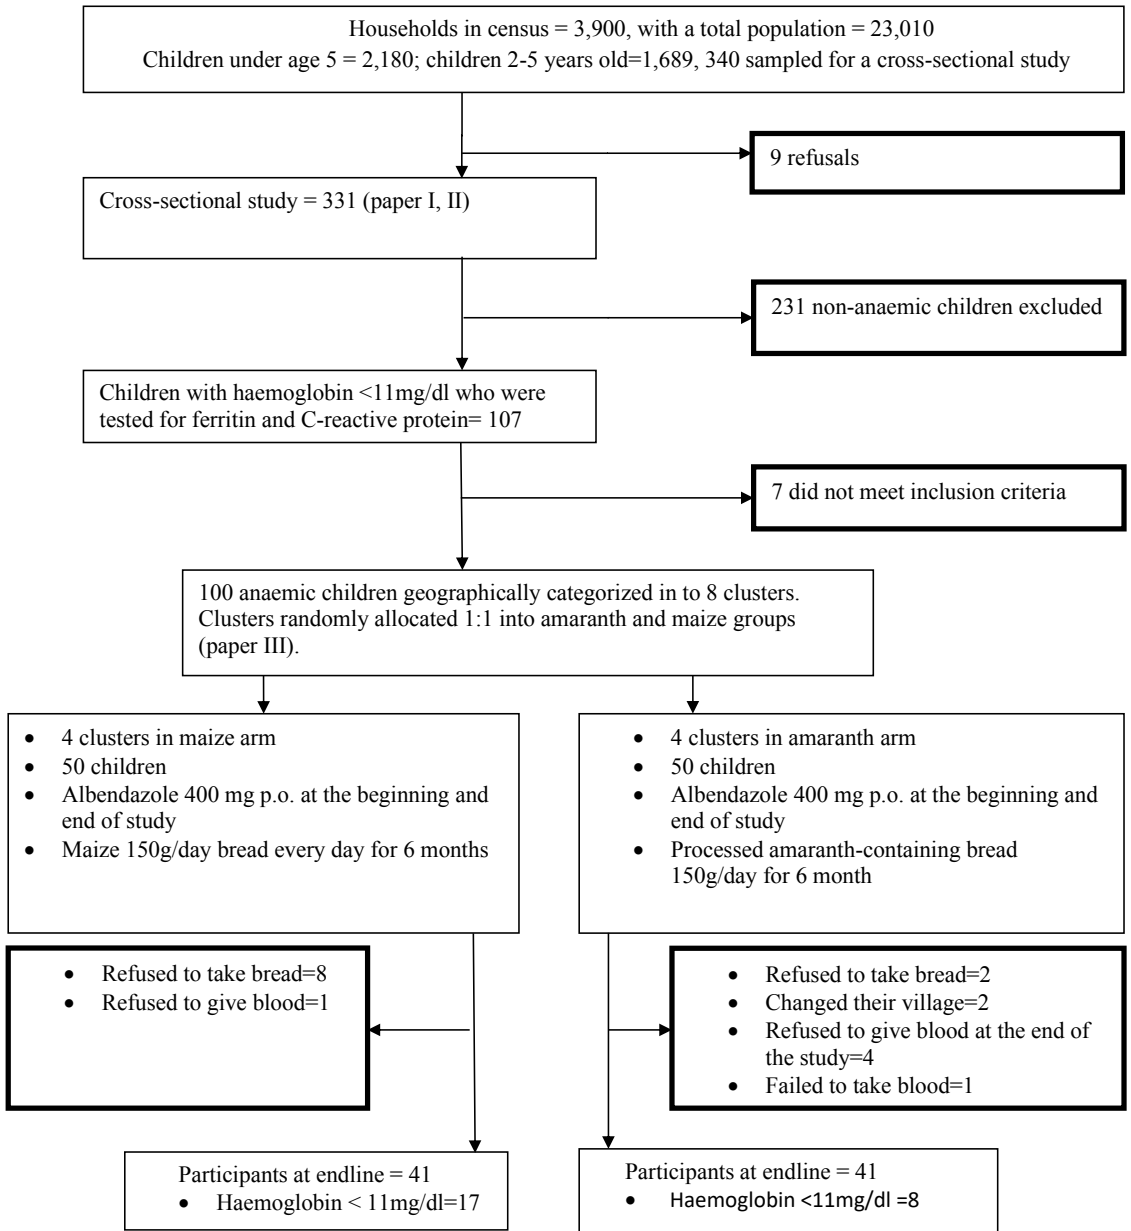 Households in census = 3,900, with a total population = 23,010
Children under age 5 = 2,180; children 2-5 years old=1,689, 340 sampled for a cross-sectional study
9 refusals
Cross-sectional study = 331 (paper I, II)
231 non-anaemic children excluded
Children with haemoglobin <11mg/dl who were
tested for ferritin and C-reactive protein= 107
7 did not meet inclusion criteria
100 anaemic children geographically categorized in to 8 clusters.
Clusters randomly allocated 1:1 into amaranth and maize groups
(paper III).
• 4 clusters in maize arm
• 50 children
• Albendazole 400 mg p.o. at the beginning and
end of study
• Maize 150g/day bread every day for 6 months
• 4 clusters in amaranth arm
• 50 children
• Albendazole 400 mg p.o. at the beginning and
end of study
• Processed amaranth-containing bread
150g/day for 6 month
• Refused to take bread=8
• Refused to give blood=1
• Refused to take bread=2
• Changed their village=2
• Refused to give blood at the end of
the study=4
• Failed to take blood=1
Participants at endline = 41
• Haemoglobin < 11mg/dl=17
Participants at endline = 41
• Haemoglobin <11mg/dl =8